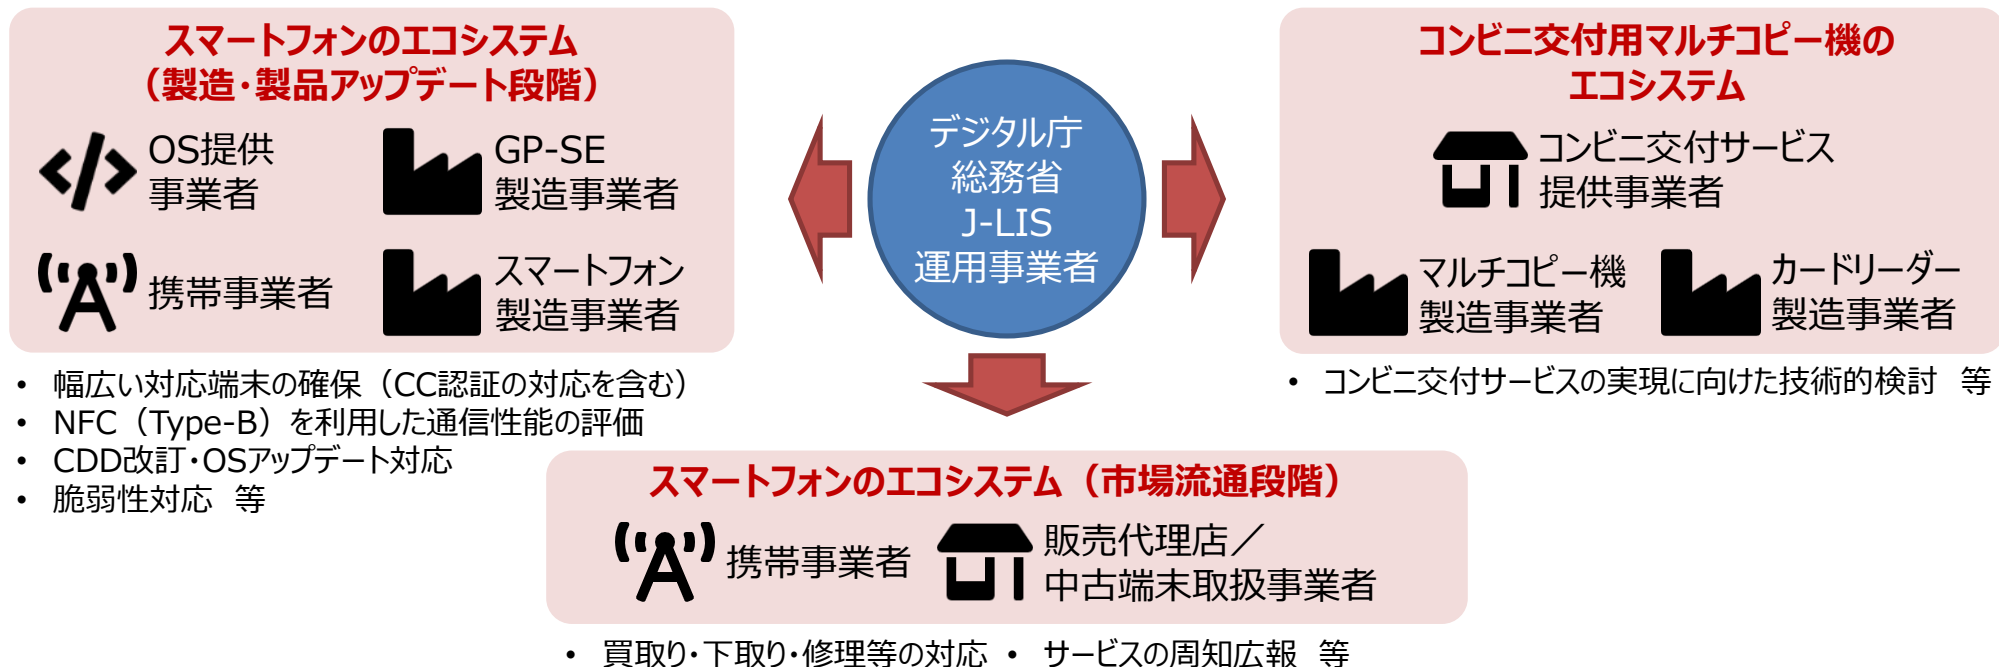 スマートフォンのエコシステム
（製造・製品アップデート段階）
OS提供
事業者
GP-SE
製造事業者
携帯事業者
スマートフォン
製造事業者
• 幅広い対応端末の確保（CC認証の対応を含む）
• NFC（Type-B）を利用した通信性能の評価
• CDD改訂・OSアップデート対応
• 脆弱性対応　等
デジタル庁
総務省
J-LIS
運用事業者
コンビニ交付用マルチコピー機の
エコシステム
コンビニ交付サービス
提供事業者
マルチコピー機
製造事業者
カードリーダー
製造事業者
• コンビニ交付サービスの実現に向けた技術的検討　等
スマートフォンのエコシステム（市場流通段階）
携帯事業者
販売代理店／
中古端末取扱事業者
• 買取り・下取り・修理等の対応 • サービスの周知広報　等